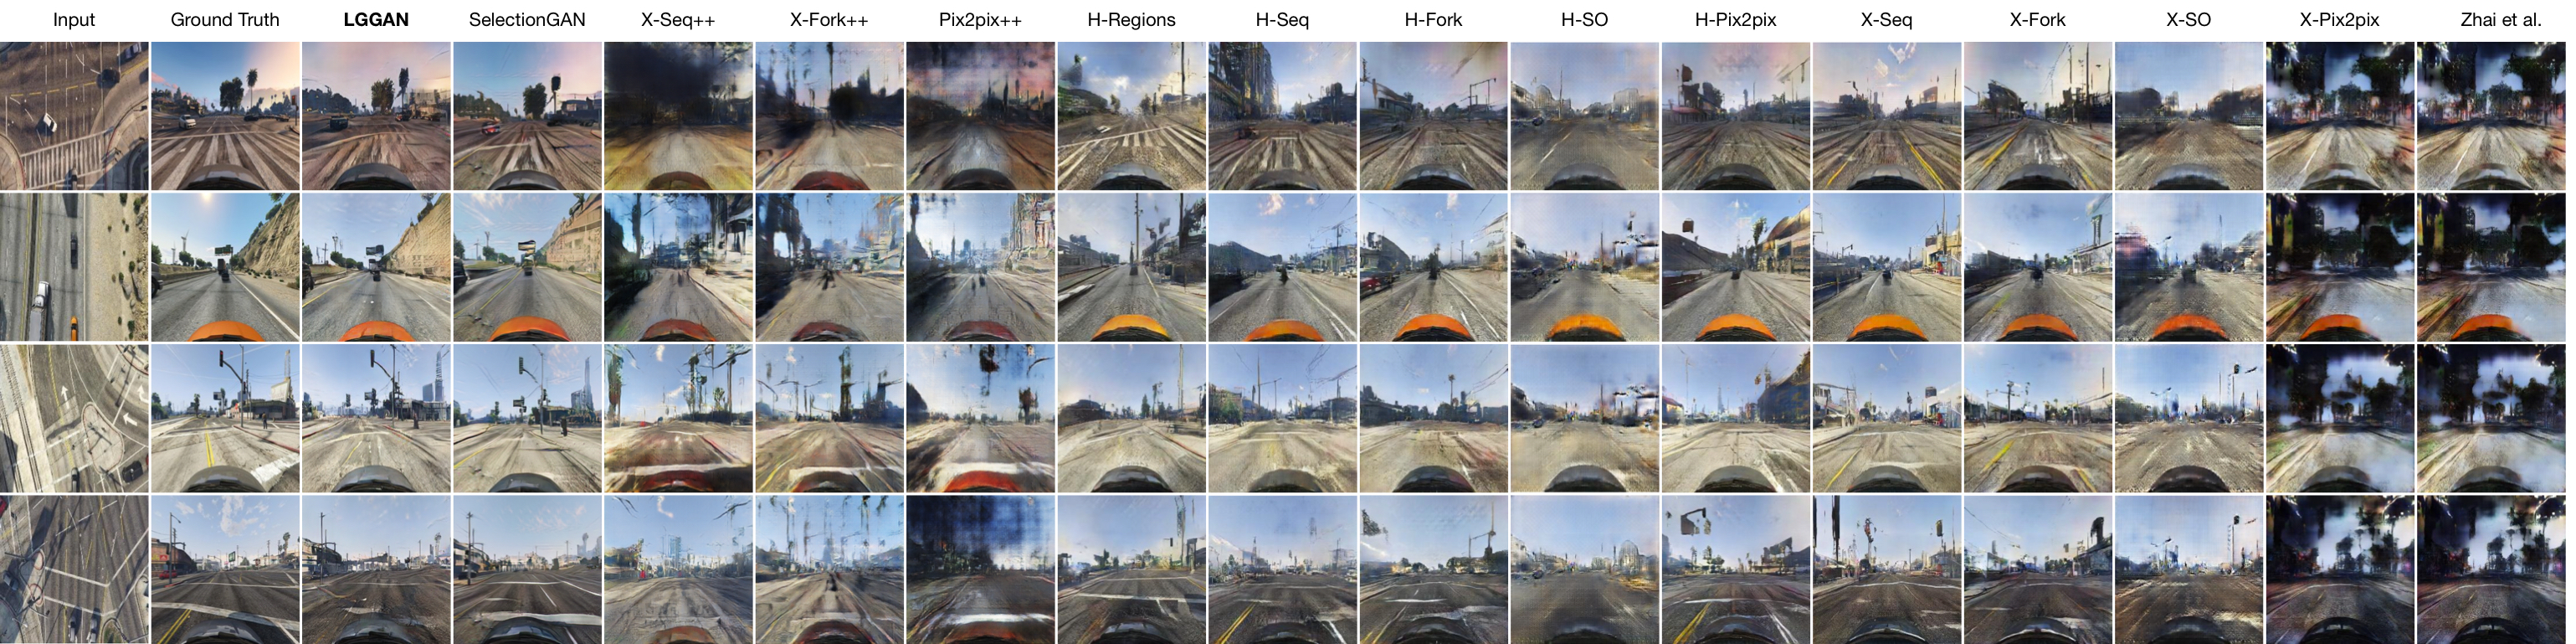 Input Ground Truth LGGAN SelectionGAN X-Seq++ X-Fork++ Pix2pix++ H-Regions H-Seq H-Fork H-SO H-Pix2pix X-Seq X-Fork X-SO X-Pix2pix Zhai et al.